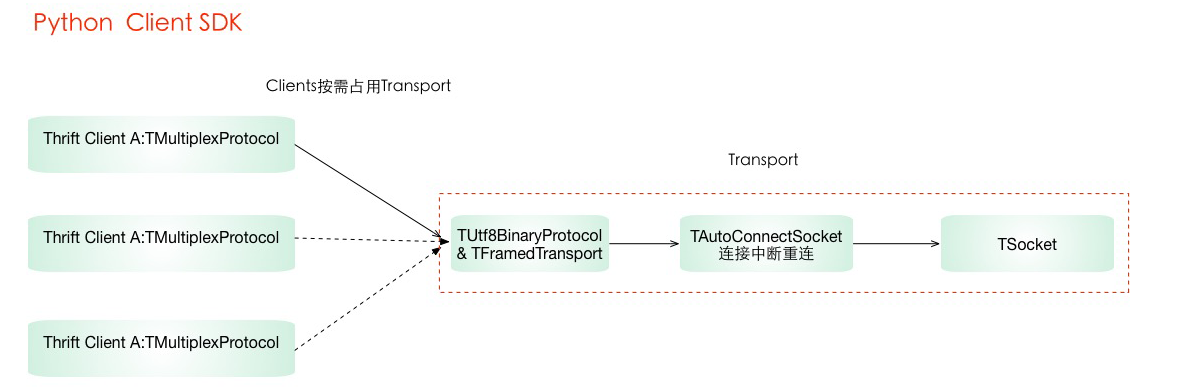 Python Client SDK
Clients按需占用Transport
Thrift Client A:TMultiplexProtocol
Transport
Thrift Client A:TMultiplexProtocol
TUtf8BinaryProtocol
& TFramedTransport
TAutoConnectSocket
连接中断重连
TSocket
Thrift Client A:TMultiplexProtocol